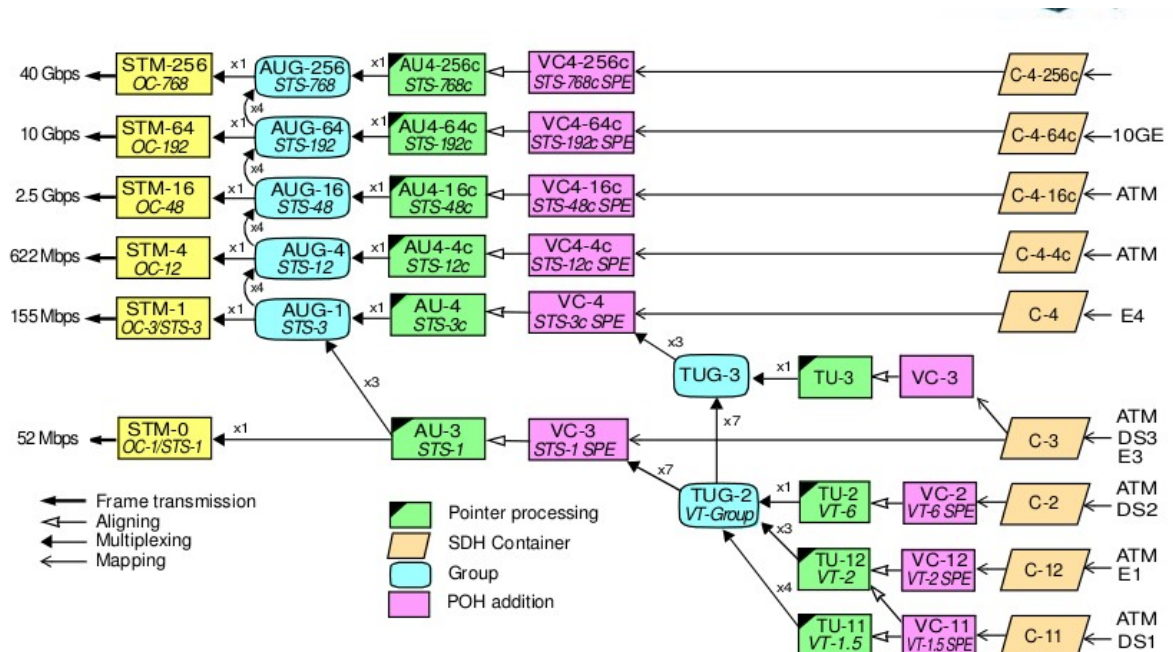 40 Gbps
STM-256
OC-768
x1
AUG-256
STS-768
x1
AU4-256c
STS-768c
VC4-256c
STS-768c SPE
C-4-256c
x4
10 Gbps
STM-64
OC-192
x1
AUG-64
STS-192
x1
AU4-64c
STS-192c
VC4-64c
STS-192c SPE
C-4-64c
10GE
x4
2.5 Gbps
STM-16
OC-48
x1
AUG-16
STS-48
x1
AU4-16c
STS-48c
VC4-16c
STS-48c SPE
C-4-16c
ATM
x4
622 Mbps
STM-4
OC-12
x1
AUG-4
STS-12
x1
AU4-4c
STS-12c
VC4-4c
STS-12c SPE
C-4-4c
ATM
x4
155 Mbps
STM-1
OC-3/STS-3
x1
AUG-1
STS-3
x1
AU-4
STS-3c
VC-4
STS-3c SPE
C-4
E4
x3
TUG-3
x1
TU-3
VC-3
x3
x7
52 Mbps
STM-0
OC-1/STS-1
x1
AU-3
STS-1
VC-3
STS-1 SPE
C-3
ATM
DS3
E3
x7
TUG-2
VT-Group
x1
TU-2
VT-6
VC-2
VT-6 SPE
C-2
ATM
DS2
x3
TU-12
VT-2
VC-12
VT-2 SPE
C-12
ATM
E1
x4
TU-11
VT-1.5
VC-11
VT-1.5 SPE
C-11
ATM
DS1
Frame transmission
Aligning
Multiplexing
Mapping
Pointer processing
SDH Container
Group
POH addition